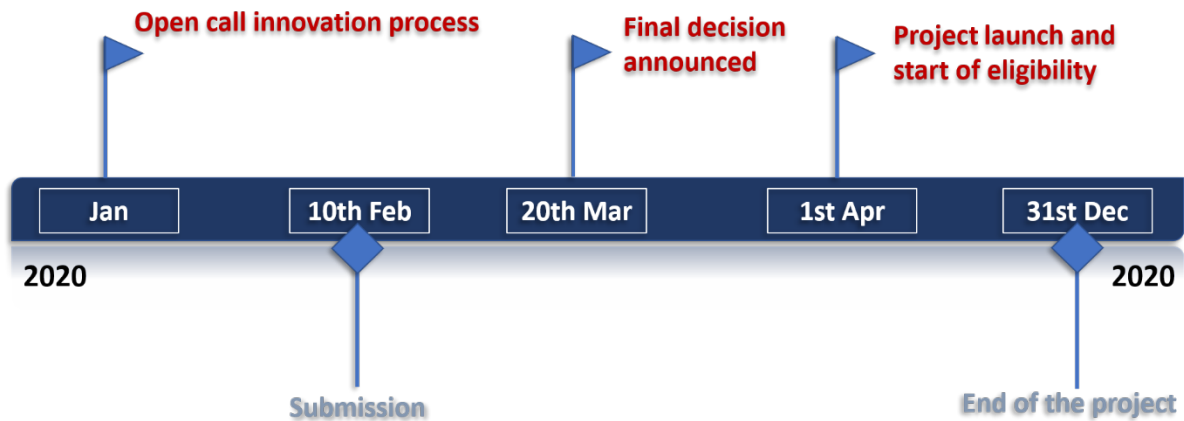 Open call innovation process
Final decision
announced
Project launch and
start of eligibility
Jan
10th Feb
20th Mar
1st Apr
31st Dec
2020
2020
Submission
End of the project